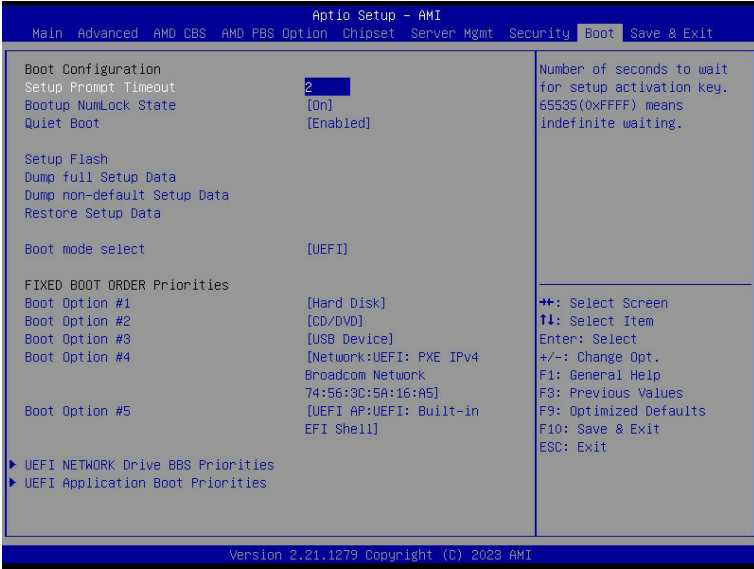 Aptio Setup - AMI
Main Advanced AMD CBS AMD PBS Option Chipset Server Mgmt Security Boot Save & Exit
Boot Configuration
Setup Prompt Timeout 2
Bootup NumLock State [On]
Quiet Boot [Enabled]
Setup Flash
Dump full Setup Data
Dump non-default Setup Data
Restore Setup Data
Boot mode select [UEFI]
FIXED BOOT ORDER Priorities
Boot Option #1 [Hard Disk]
Boot Option #2 [CD/DVD]
Boot Option #3 [USB Device]
Boot Option #4 [Network:UEFI: PXE IPv4
Broadcom Network
74:56:3C:5A:16:A5]
Boot Option #5 [UEFI AP:UEFI: Built-in
EFI Shell]
UEFI NETWORK Drive BBS Priorities
UEFI Application Boot Priorities
Number of seconds to wait
for setup activation key.
65535(0xFFFF) means
indefinite waiting.
→←: Select Screen
↑↓: Select Item
Enter: Select
+/-: Change Opt.
F1: General Help
F3: Previous Values
F9: Optimized Defaults
F10: Save & Exit
ESC: Exit
Version 2.21.1279 Copyright (C) 2023 AMI